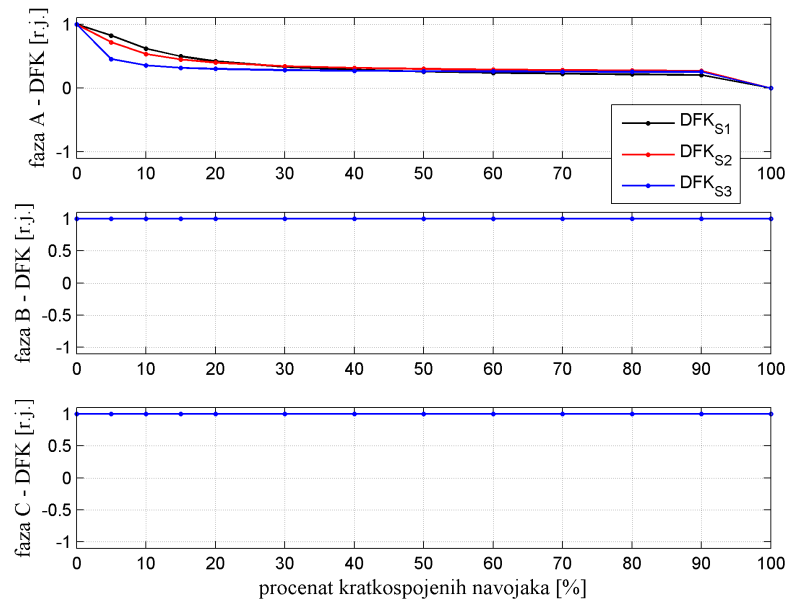 faza A - DFK [r.j.]
1
0
-1
0 10 20 30 40 50 60 70 80 90 100
DFK_S1
DFK_S2
DFK_S3
faza B - DFK [r.j.]
1
0.5
0
-0.5
-1
0 10 20 30 40 50 60 70 80 90 100
faza C - DFK [r.j.]
1
0.5
0
-0.5
-1
0 10 20 30 40 50 60 70 80 90 100
procenat kratkospojenih navojaka [%]